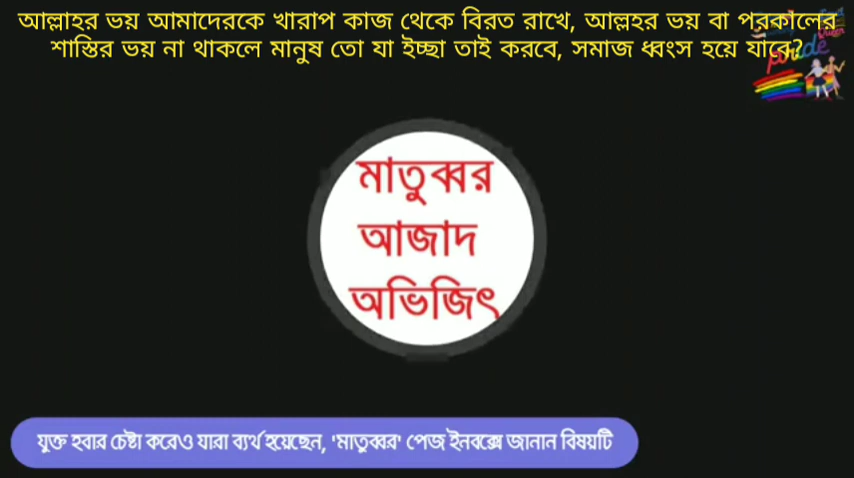 আল্লাহর ভয় আমাদেরকে খারাপ কাজ থেকে বিরত রাখে, আল্লহর ভয় বা পরকালের
শাস্তির ভয় না থাকলে মানুষ তো যা ইচ্ছা তাই করবে, সমাজ ধ্বংস হয়ে যাবে?
pride
মাতুব্বর
আজাদ
অভিজিৎ
যুক্ত হবার চেষ্টা করেও যারা ব্যর্থ হয়েছেন, 'মাতুব্বর' পেজ ইনবক্সে জানান বিষয়টি